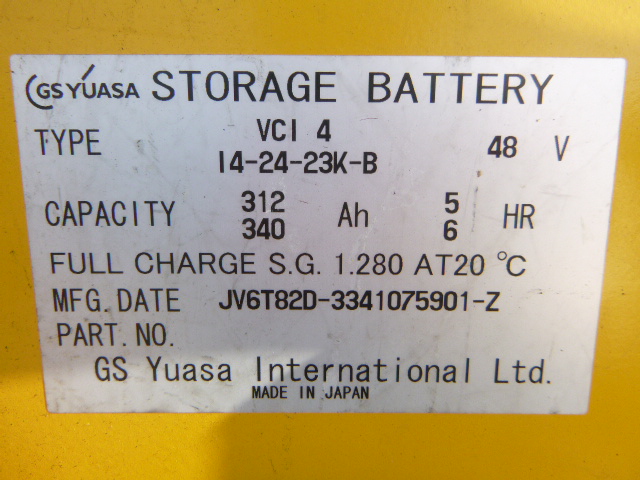 GS YUASA STORAGE BATTERY
TYPE VCI 4 48 V
I4-24-23K-B
CAPACITY 312 Ah 5 HR
340 6
FULL CHARGE S.G. 1.280 AT20 °C
MFG. DATE JV6T82D-3341075901-Z
PART. NO.
GS Yuasa International Ltd.
MADE IN JAPAN